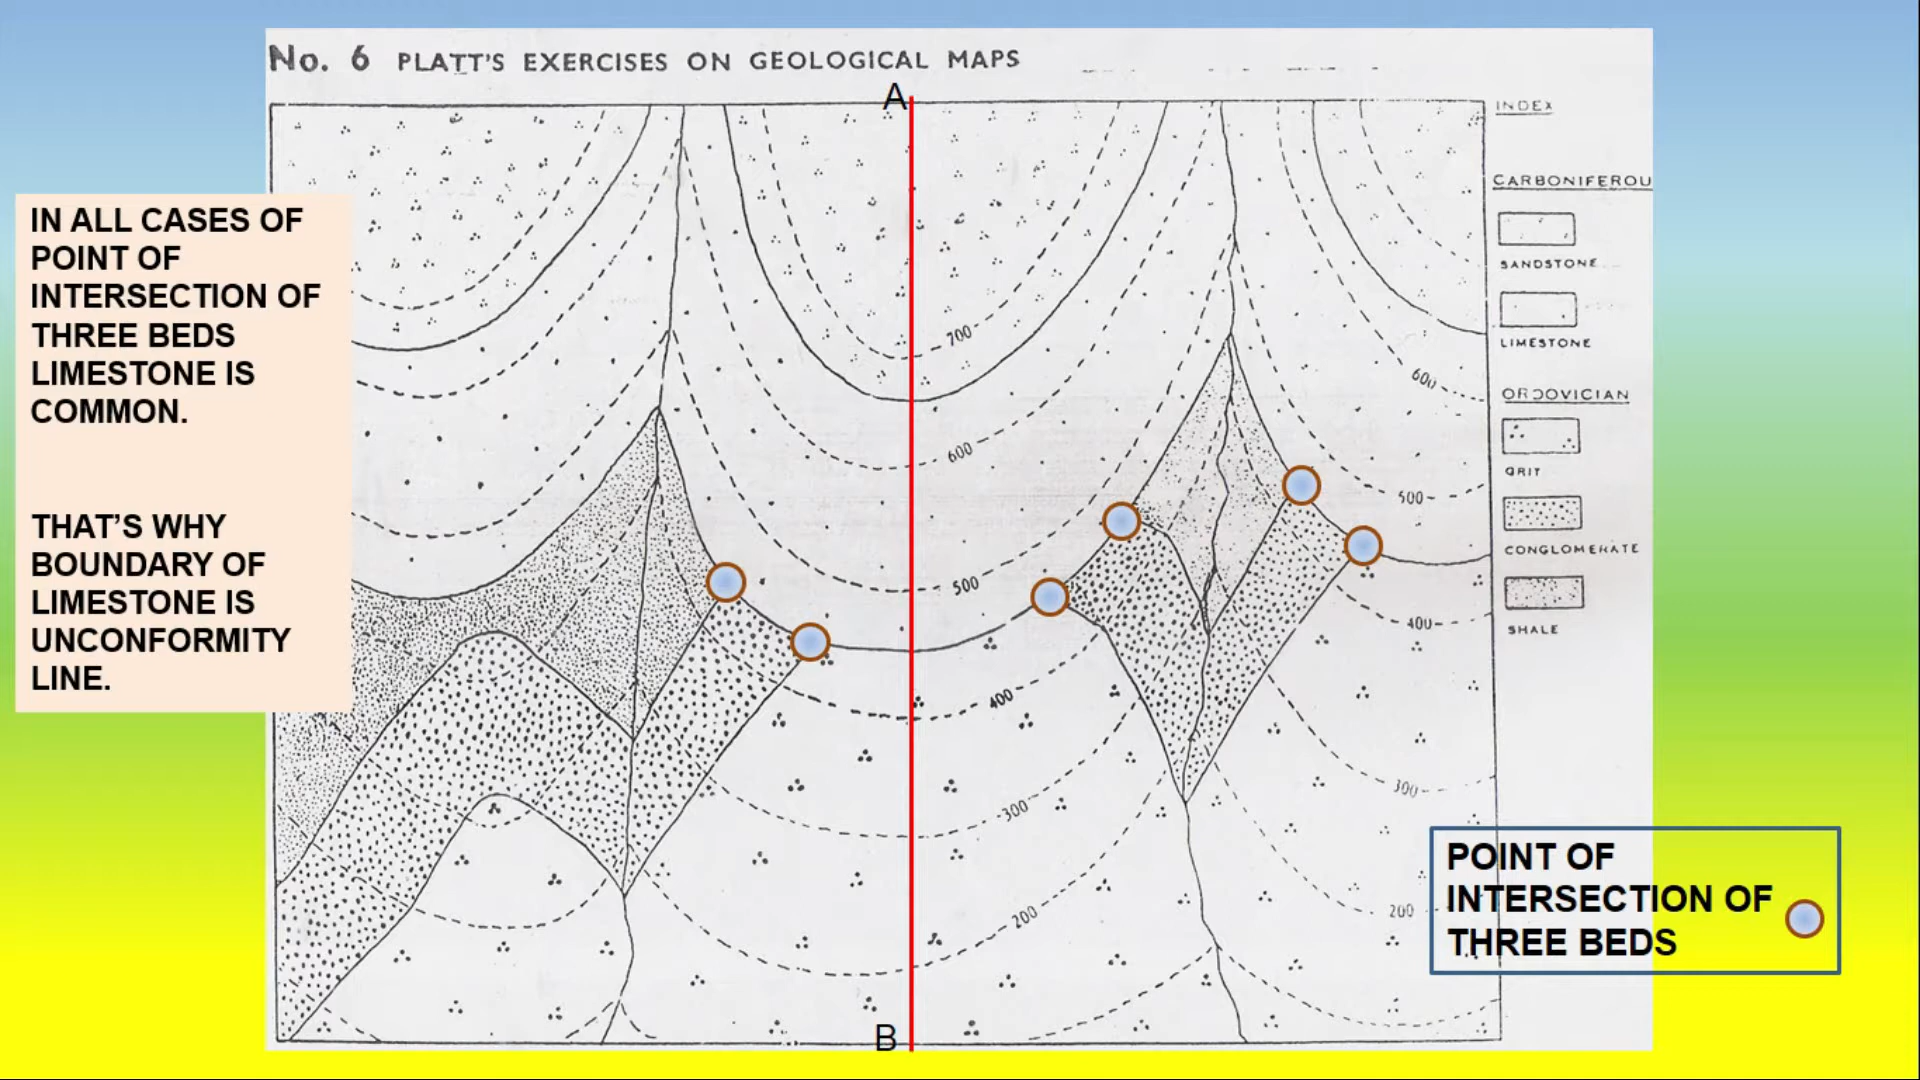 No. 6 PLATT'S EXERCISES ON GEOLOGICAL MAPS
A
INDEX
CARBONIFEROU
SANDSTONE
LIMESTONE
ORDOVICIAN
GRIT
CONGLOMERATE
SHALE
IN ALL CASES OF
POINT OF
INTERSECTION OF
THREE BEDS
LIMESTONE IS
COMMON.
THAT'S WHY
BOUNDARY OF
LIMESTONE IS
UNCONFORMITY
LINE.
700
600
600
500
500
400
400
300
300
200
200
POINT OF
INTERSECTION OF
THREE BEDS
B